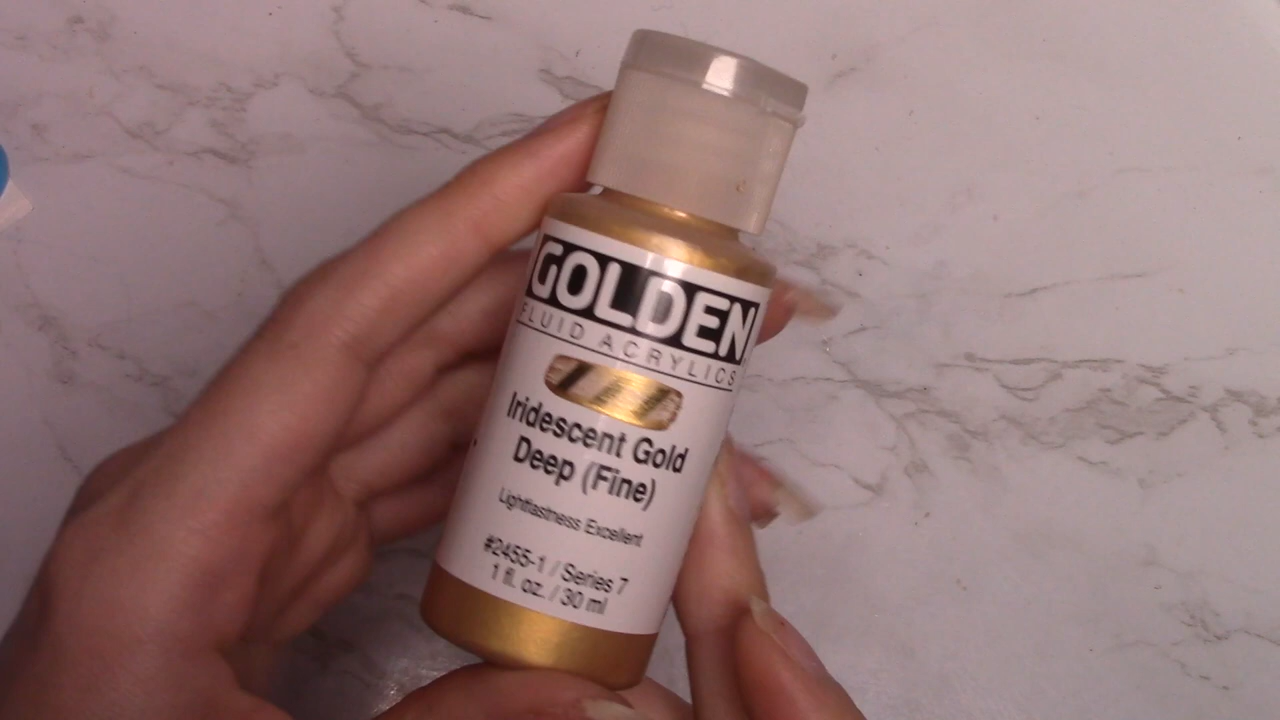 GOLDEN
FLUID ACRYLICS
Iridescent Gold
Deep (Fine)
Lightfastness Excellent
#2455-1 / Series 7
1 fl. oz. / 30 ml